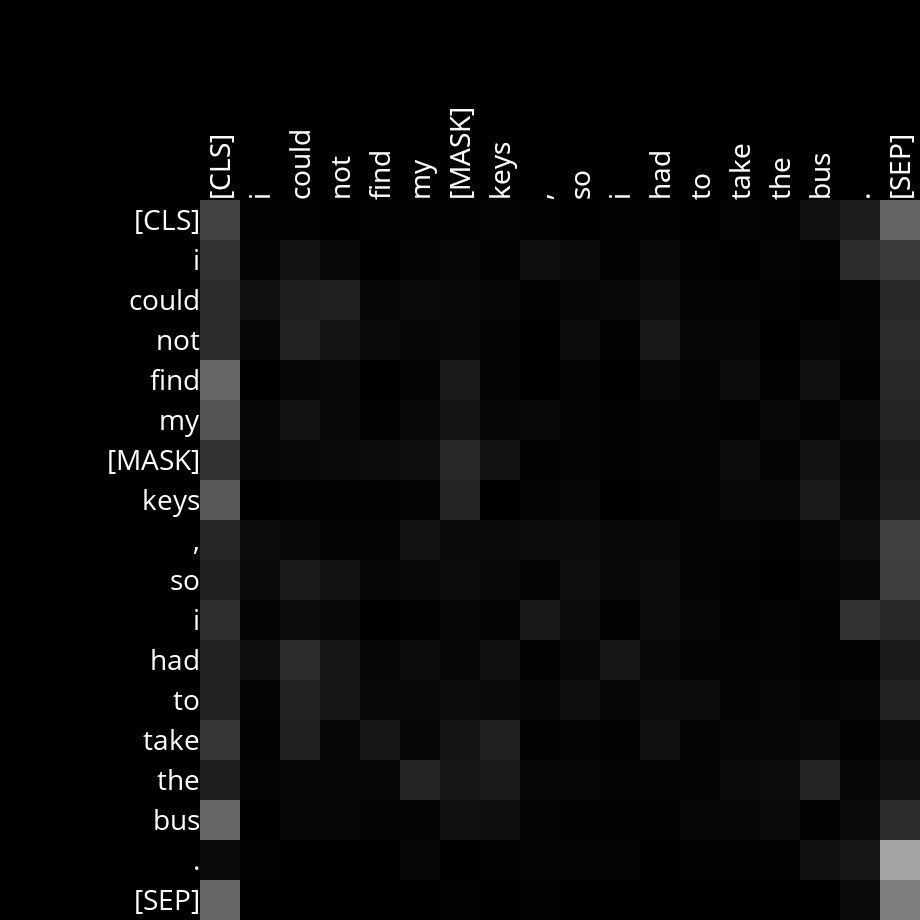 [CLS] i could not find my [MASK] keys , so i had to take the bus . [SEP]
[CLS]
i
could
not
find
my
[MASK]
keys
,
so
i
had
to
take
the
bus
.
[SEP]